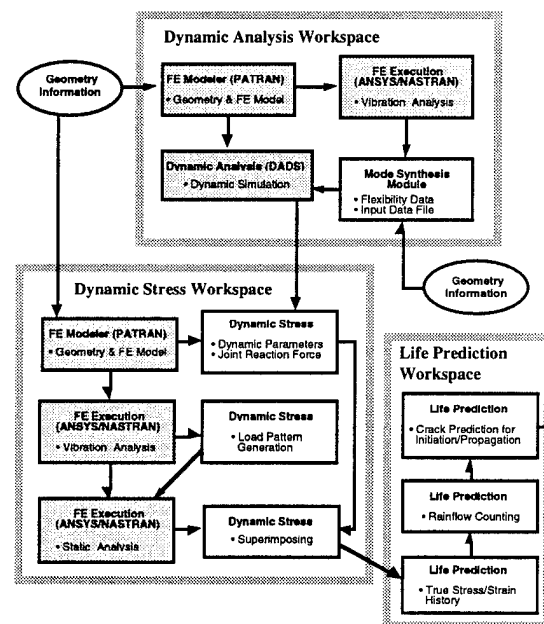 Dynamic Analysis Workspace
Geometry
Information
FE Modeler (PATRAN)
• Geometry & FE Model
FE Execution
(ANSYS/NASTRAN)
• Vibration Analysis
Dynamic Analysis (DADS)
• Dynamic Simulation
Mode Synthesis
Module
• Flexibility Data
• Input Data File
Geometry
Information
Dynamic Stress Workspace
FE Modeler (PATRAN)
• Geometry & FE Model
Dynamic Stress
• Dynamic Parameters
• Joint Reaction Force
FE Execution
(ANSYS/NASTRAN)
• Vibration Analysis
Dynamic Stress
• Load Pattern
Generation
FE Execution
(ANSYS/NASTRAN)
• Static Analysis
Dynamic Stress
• Superimposing
Life Prediction
Workspace
Life Prediction
• Crack Prediction for
Initiation/Propagation
Life Prediction
• Rainflow Counting
Life Prediction
• True Stress/Strain
History